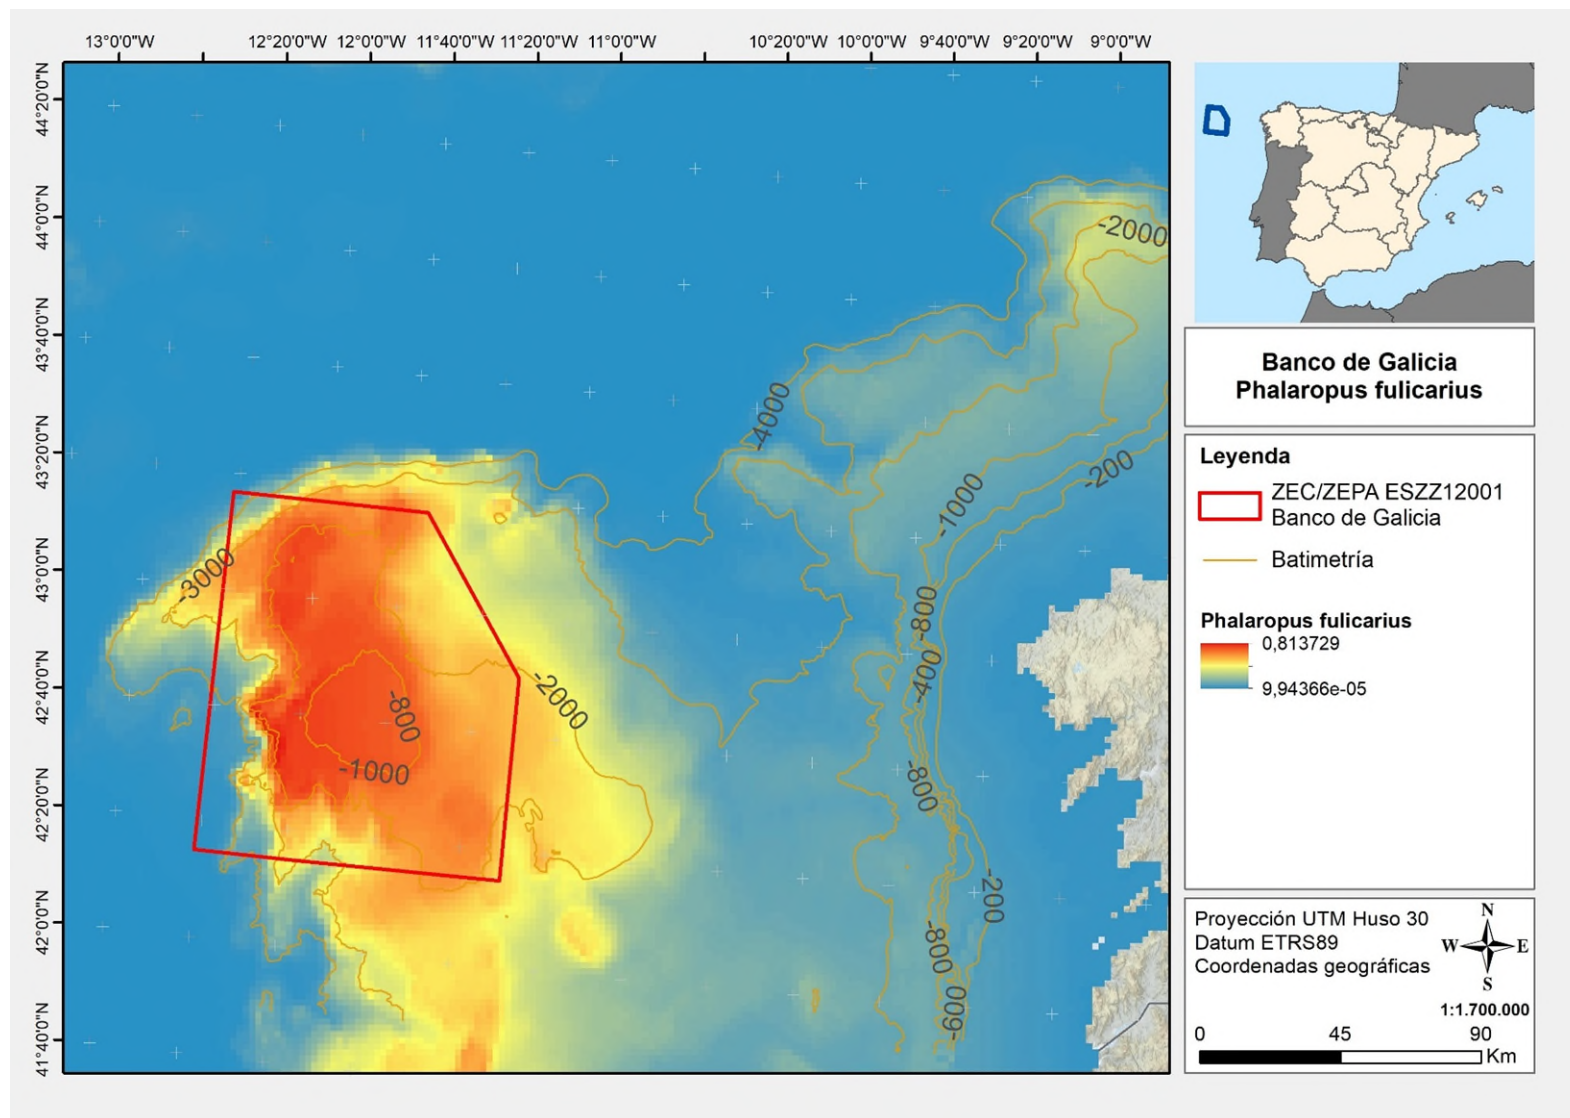 13°0'0"W 12°20'0"W 12°0'0"W 11°40'0"W 11°20'0"W 11°0'0"W 10°20'0"W 10°0'0"W 9°40'0"W 9°20'0"W 9°0'0"W
44°20'0"N
44°0'0"N
43°40'0"N
43°20'0"N
43°0'0"N
42°40'0"N
42°20'0"N
42°0'0"N
41°40'0"N
-2000
-4000
-200
-1000
-3000
-800
-400
-2000
-800
-1000
-800
-200
-800
-600
Banco de Galicia
Phalaropus fulicarius
Leyenda
ZEC/ZEPA ESZZ12001
Banco de Galicia
Batimetría
Phalaropus fulicarius
0,813729
9,94366e-05
Proyección UTM Huso 30
Datum ETRS89
Coordenadas geográficas
N
W E
S
1:1.700.000
0 45 90
Km